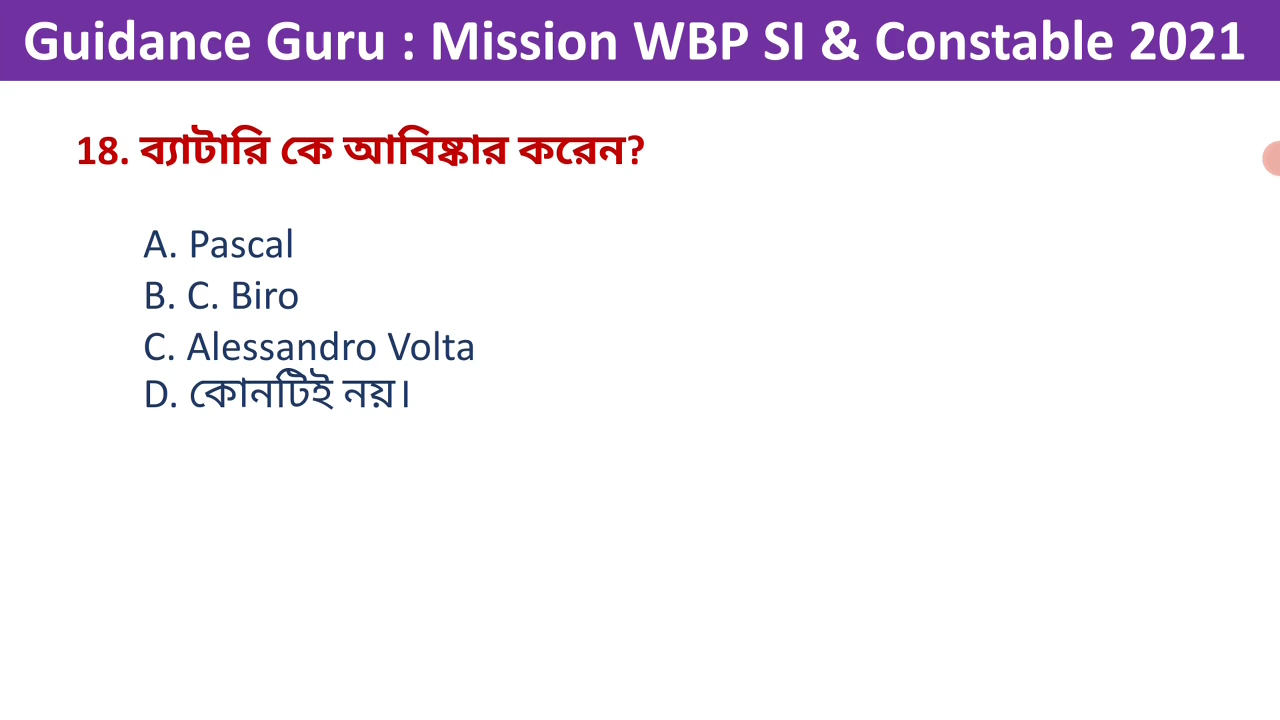 Guidance Guru : Mission WBP SI & Constable 2021
18. ব্যাটারি কে আবিষ্কার করেন?
A. Pascal
B. C. Biro
C. Alessandro Volta
D. কোনটিই নয়।